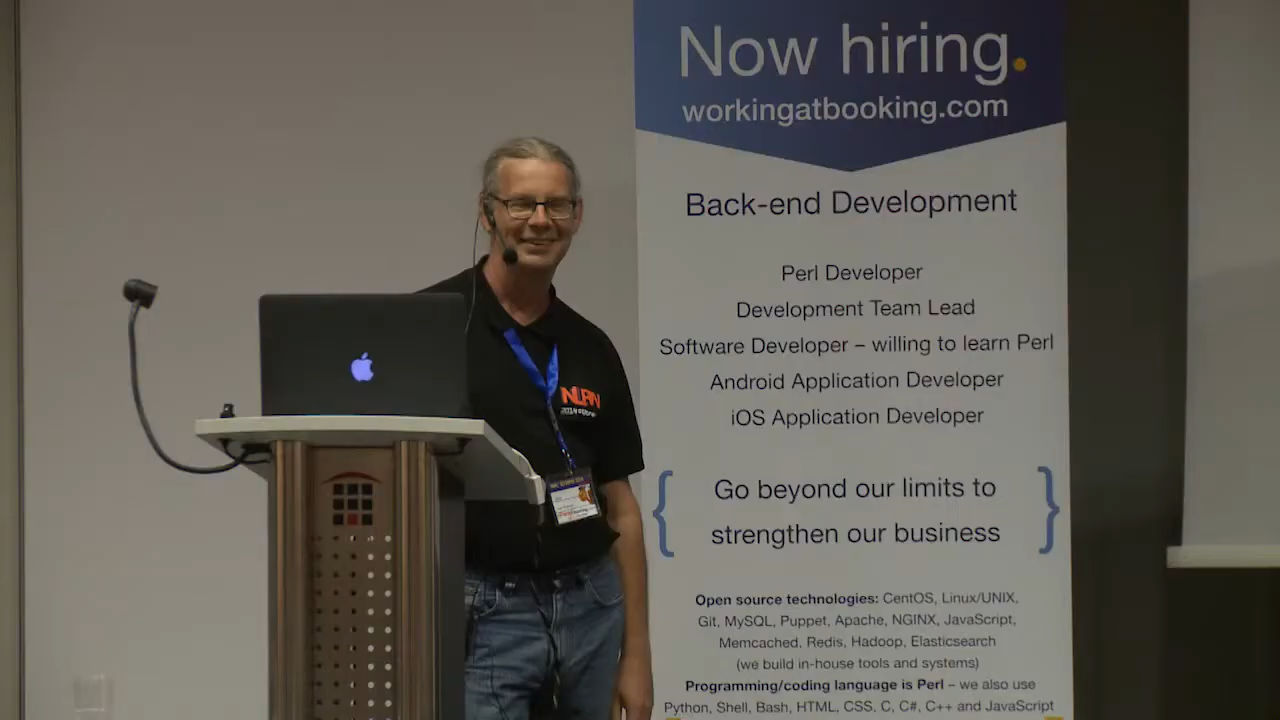 Now hiring.
workingatbooking.com
Back-end Development
Perl Developer
Development Team Lead
Software Developer – willing to learn Perl
Android Application Developer
iOS Application Developer
{ Go beyond our limits to
strengthen our business }
Open source technologies: CentOS, Linux/UNIX,
Git, MySQL, Puppet, Apache, NGINX, JavaScript,
Memcached, Redis, Hadoop, Elasticsearch
(we build in-house tools and systems)
Programming/coding language is Perl – we also use
Python, Shell, Bash, HTML, CSS, C, C#, C++ and JavaScript
NLPW